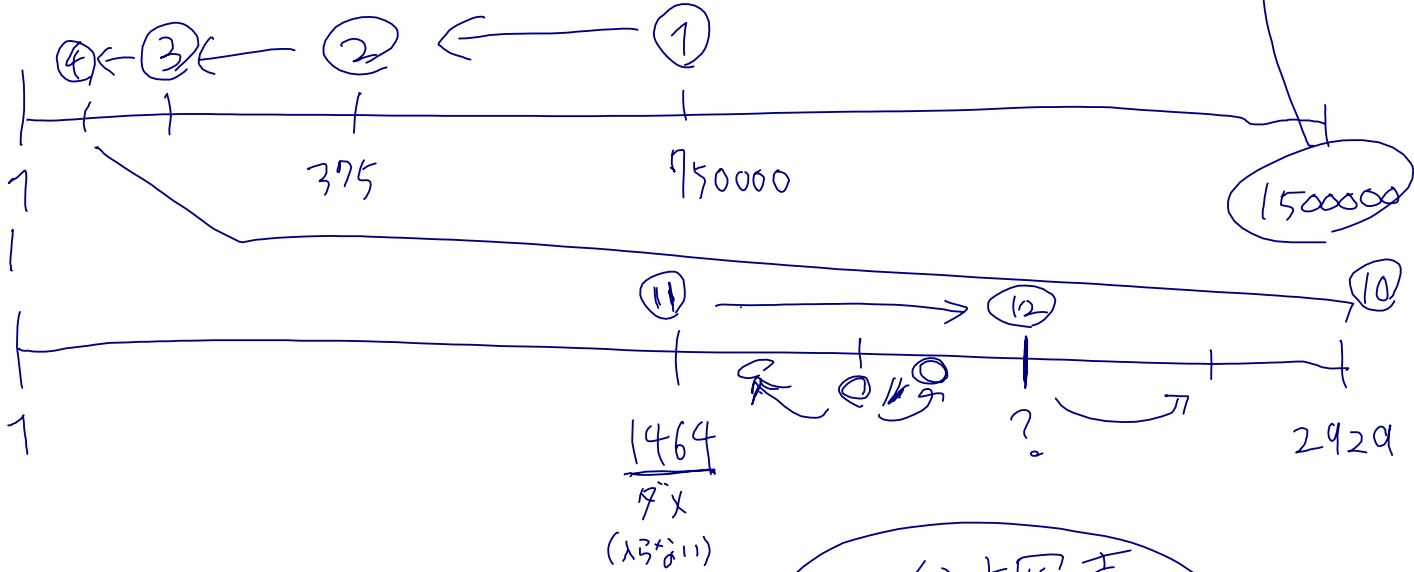 ④ ← ③ ← ② ← ①
1 375 750000 1500000
⑪ → ⑫ ⑩
1 1464 ? 2929
ダメ
(入らない)